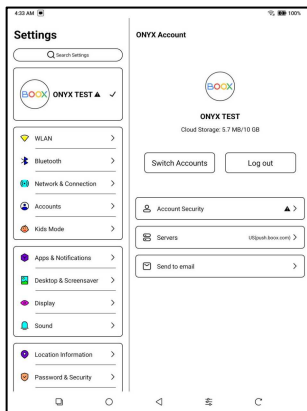 4:33 AM
100%
Settings
Search Settings
BOOX
ONYX TEST
WLAN
Bluetooth
Network & Connection
Accounts
Kids Mode
Apps & Notifications
Desktop & Screensaver
Display
Sound
Location Information
Password & Security
ONYX Account
BOOX
ONYX TEST
Cloud Storage: 5.7 MB/10 GB
Switch Accounts
Log out
Account Security
Servers
US(push.boox.com)
Send to email